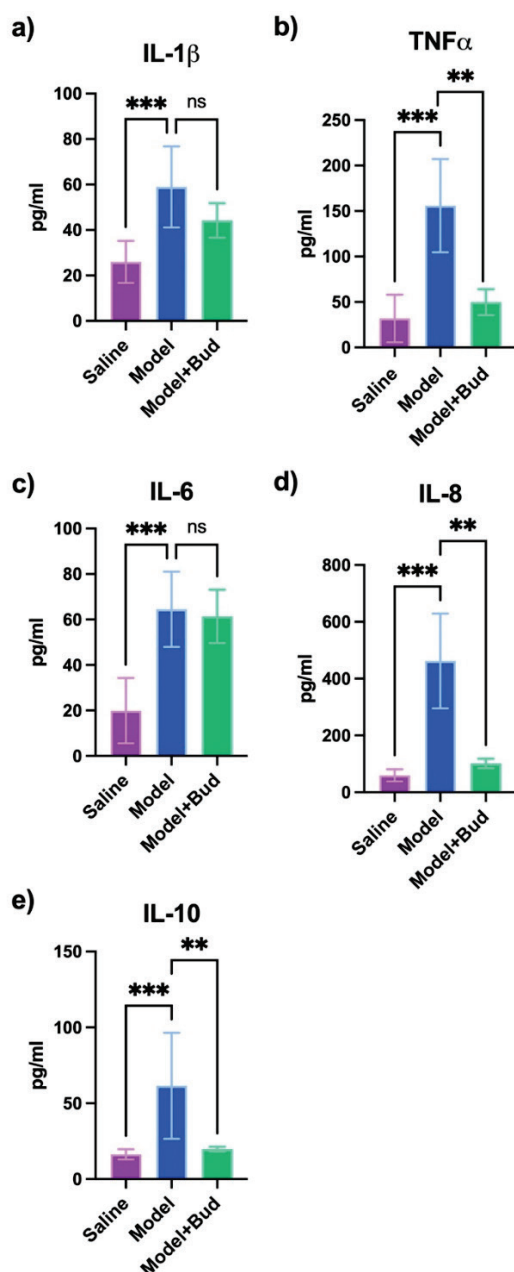 a)
IL-1β
*** ns
100
80
60
40
20
0
pg/ml
Saline
Model
Model+Bud
b)
TNFα
**
***
250
200
150
100
50
0
pg/ml
Saline
Model
Model+Bud
c)
IL-6
*** ns
100
80
60
40
20
0
pg/ml
Saline
Model
Model+Bud
d)
IL-8
**
***
800
600
400
200
0
pg/ml
Saline
Model
Model+Bud
e)
IL-10
**
***
150
100
50
0
pg/ml
Saline
Model
Model+Bud